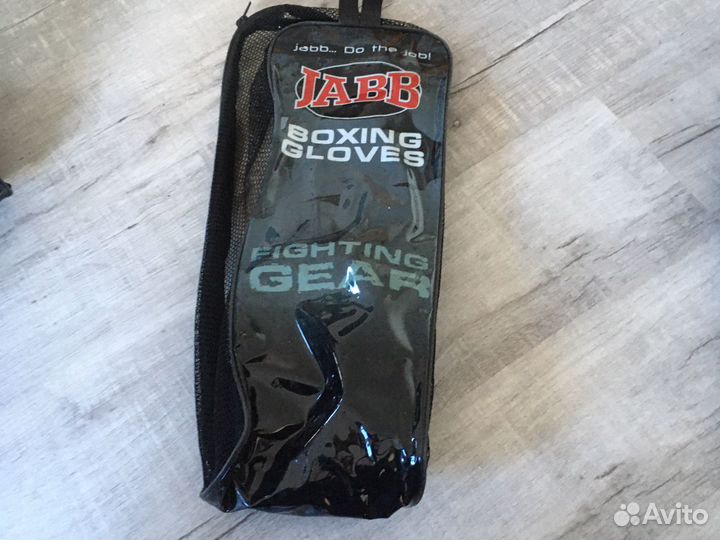 jabb... Do the job!
JABB
BOXING
GLOVES
FIGHTING
GEAR
Avito